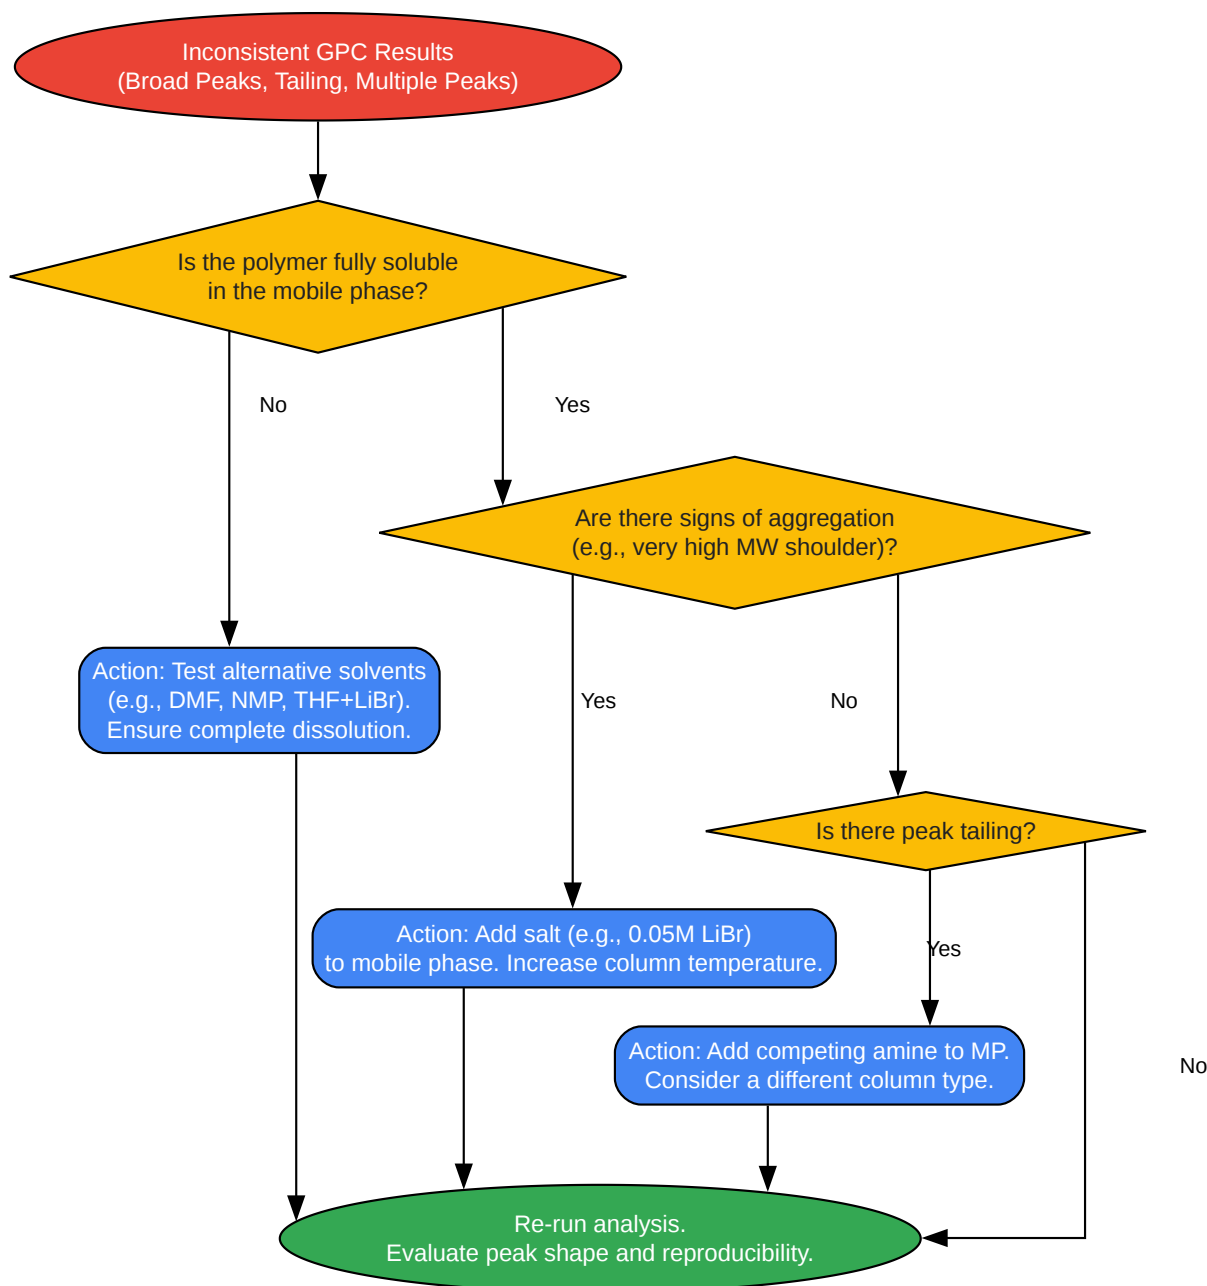 Inconsistent GPC Results
(Broad Peaks, Tailing, Multiple Peaks)
Is the polymer fully soluble
in the mobile phase?
No
Yes
Are there signs of aggregation
(e.g., very high MW shoulder)?
Action: Test alternative solvents
(e.g., DMF, NMP, THF+LiBr).
Ensure complete dissolution.
Yes
No
Is there peak tailing?
Action: Add salt (e.g., 0.05M LiBr)
to mobile phase. Increase column temperature.
Yes
Action: Add competing amine to MP.
Consider a different column type.
No
Re-run analysis.
Evaluate peak shape and reproducibility.